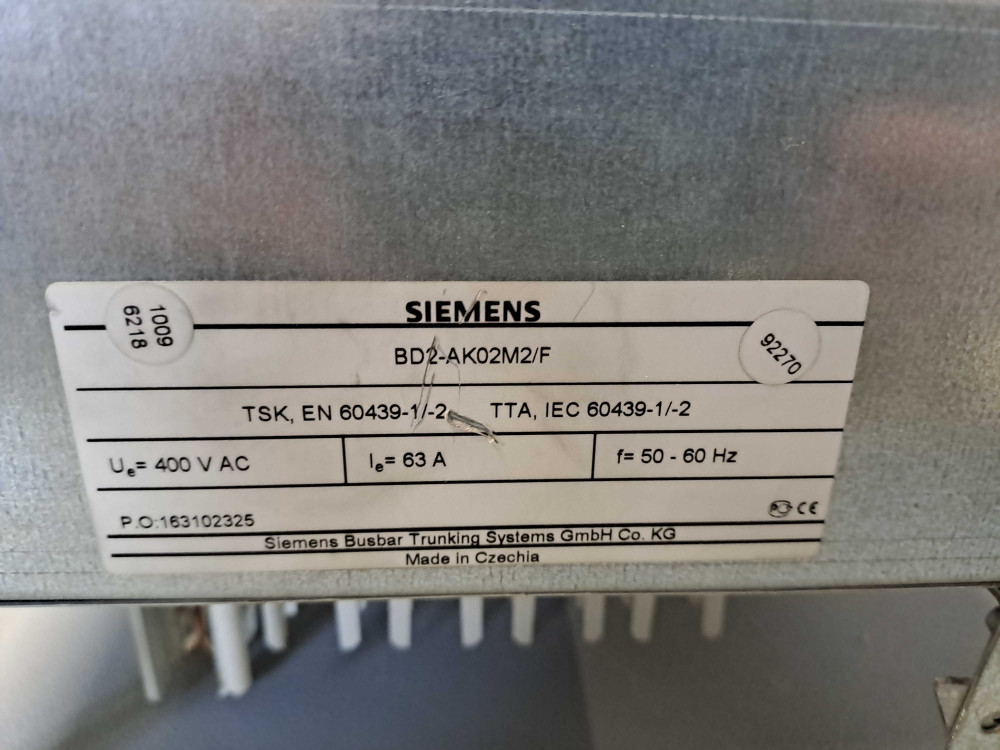 SIEMENS
1009
6218
BD2-AK02M2/F
92270
TSK, EN 60439-1/-2 TTA, IEC 60439-1/-2
Ue= 400 V AC Ie= 63 A f= 50 - 60 Hz
P.O:163102325 CE
Siemens Busbar Trunking Systems GmbH Co. KG
Made in Czechia